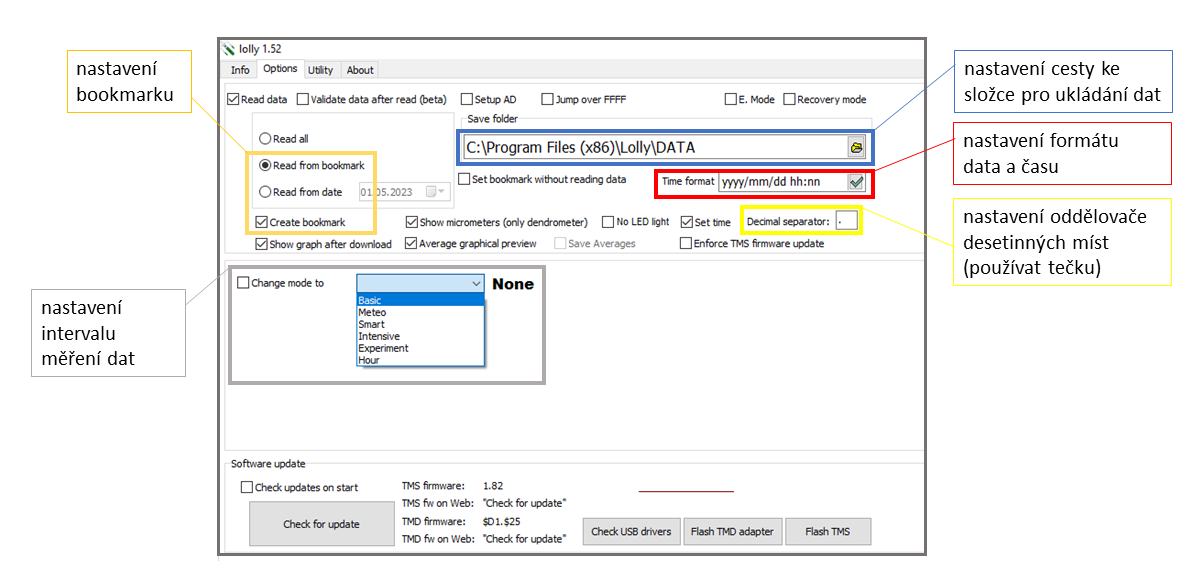 nastavení
bookmarku
lolly 1.52
Info Options Utility About
Read data Validate data after read (beta) Setup AD Jump over FFFF E. Mode Recovery mode
Save folder
Read all
C:\Program Files (x86)\Lolly\DATA
Read from bookmark
Set bookmark without reading data Time format yyyy/mm/dd hh:nn
Read from date 01.05.2023
Create bookmark Show micrometers (only dendrometer) No LED light Set time Decimal separator: .
Show graph after download Average graphical preview Save Averages Enforce TMS firmware update
Change mode to None
Basic
Meteo
Smart
Intensive
Experiment
Hour
Software update
Check updates on start
Check for update
TMS firmware: 1.82
TMS fw on Web: "Check for update"
TMD firmware: $D1.$25
TMD fw on Web: "Check for update"
Check USB drivers Flash TMD adapter Flash TMS
nastavení cesty ke
složce pro ukládání dat
nastavení formátu
data a času
nastavení oddělovače
desetinných míst
(používat tečku)
nastavení
intervalu
měření dat